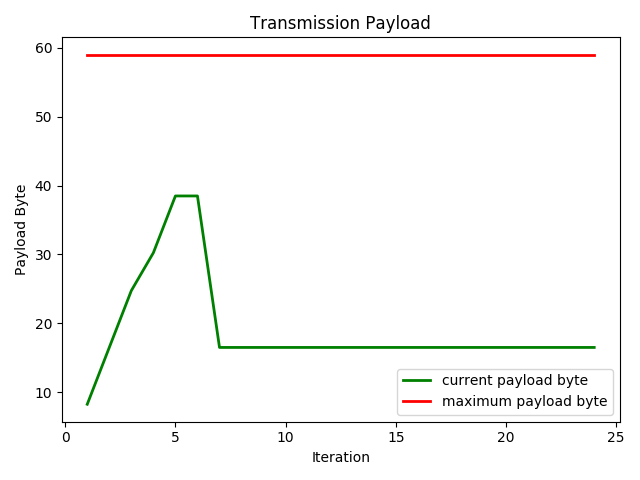 Transmission Payload
60
50
40
30
20
10
Payload Byte
0
5
10
15
20
25
Iteration
current payload byte
maximum payload byte